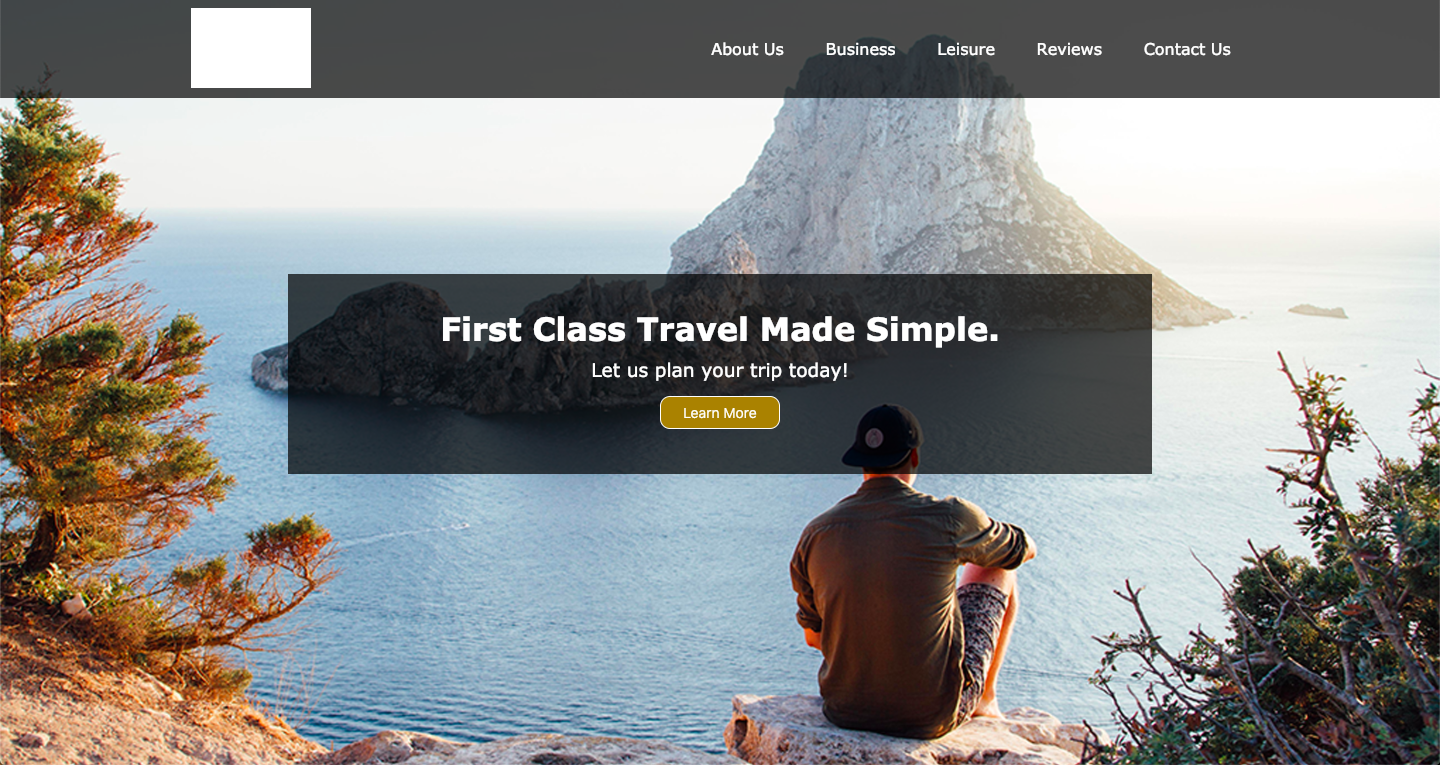 About Us Business Leisure Reviews Contact Us
First Class Travel Made Simple.
Let us plan your trip today!
Learn More